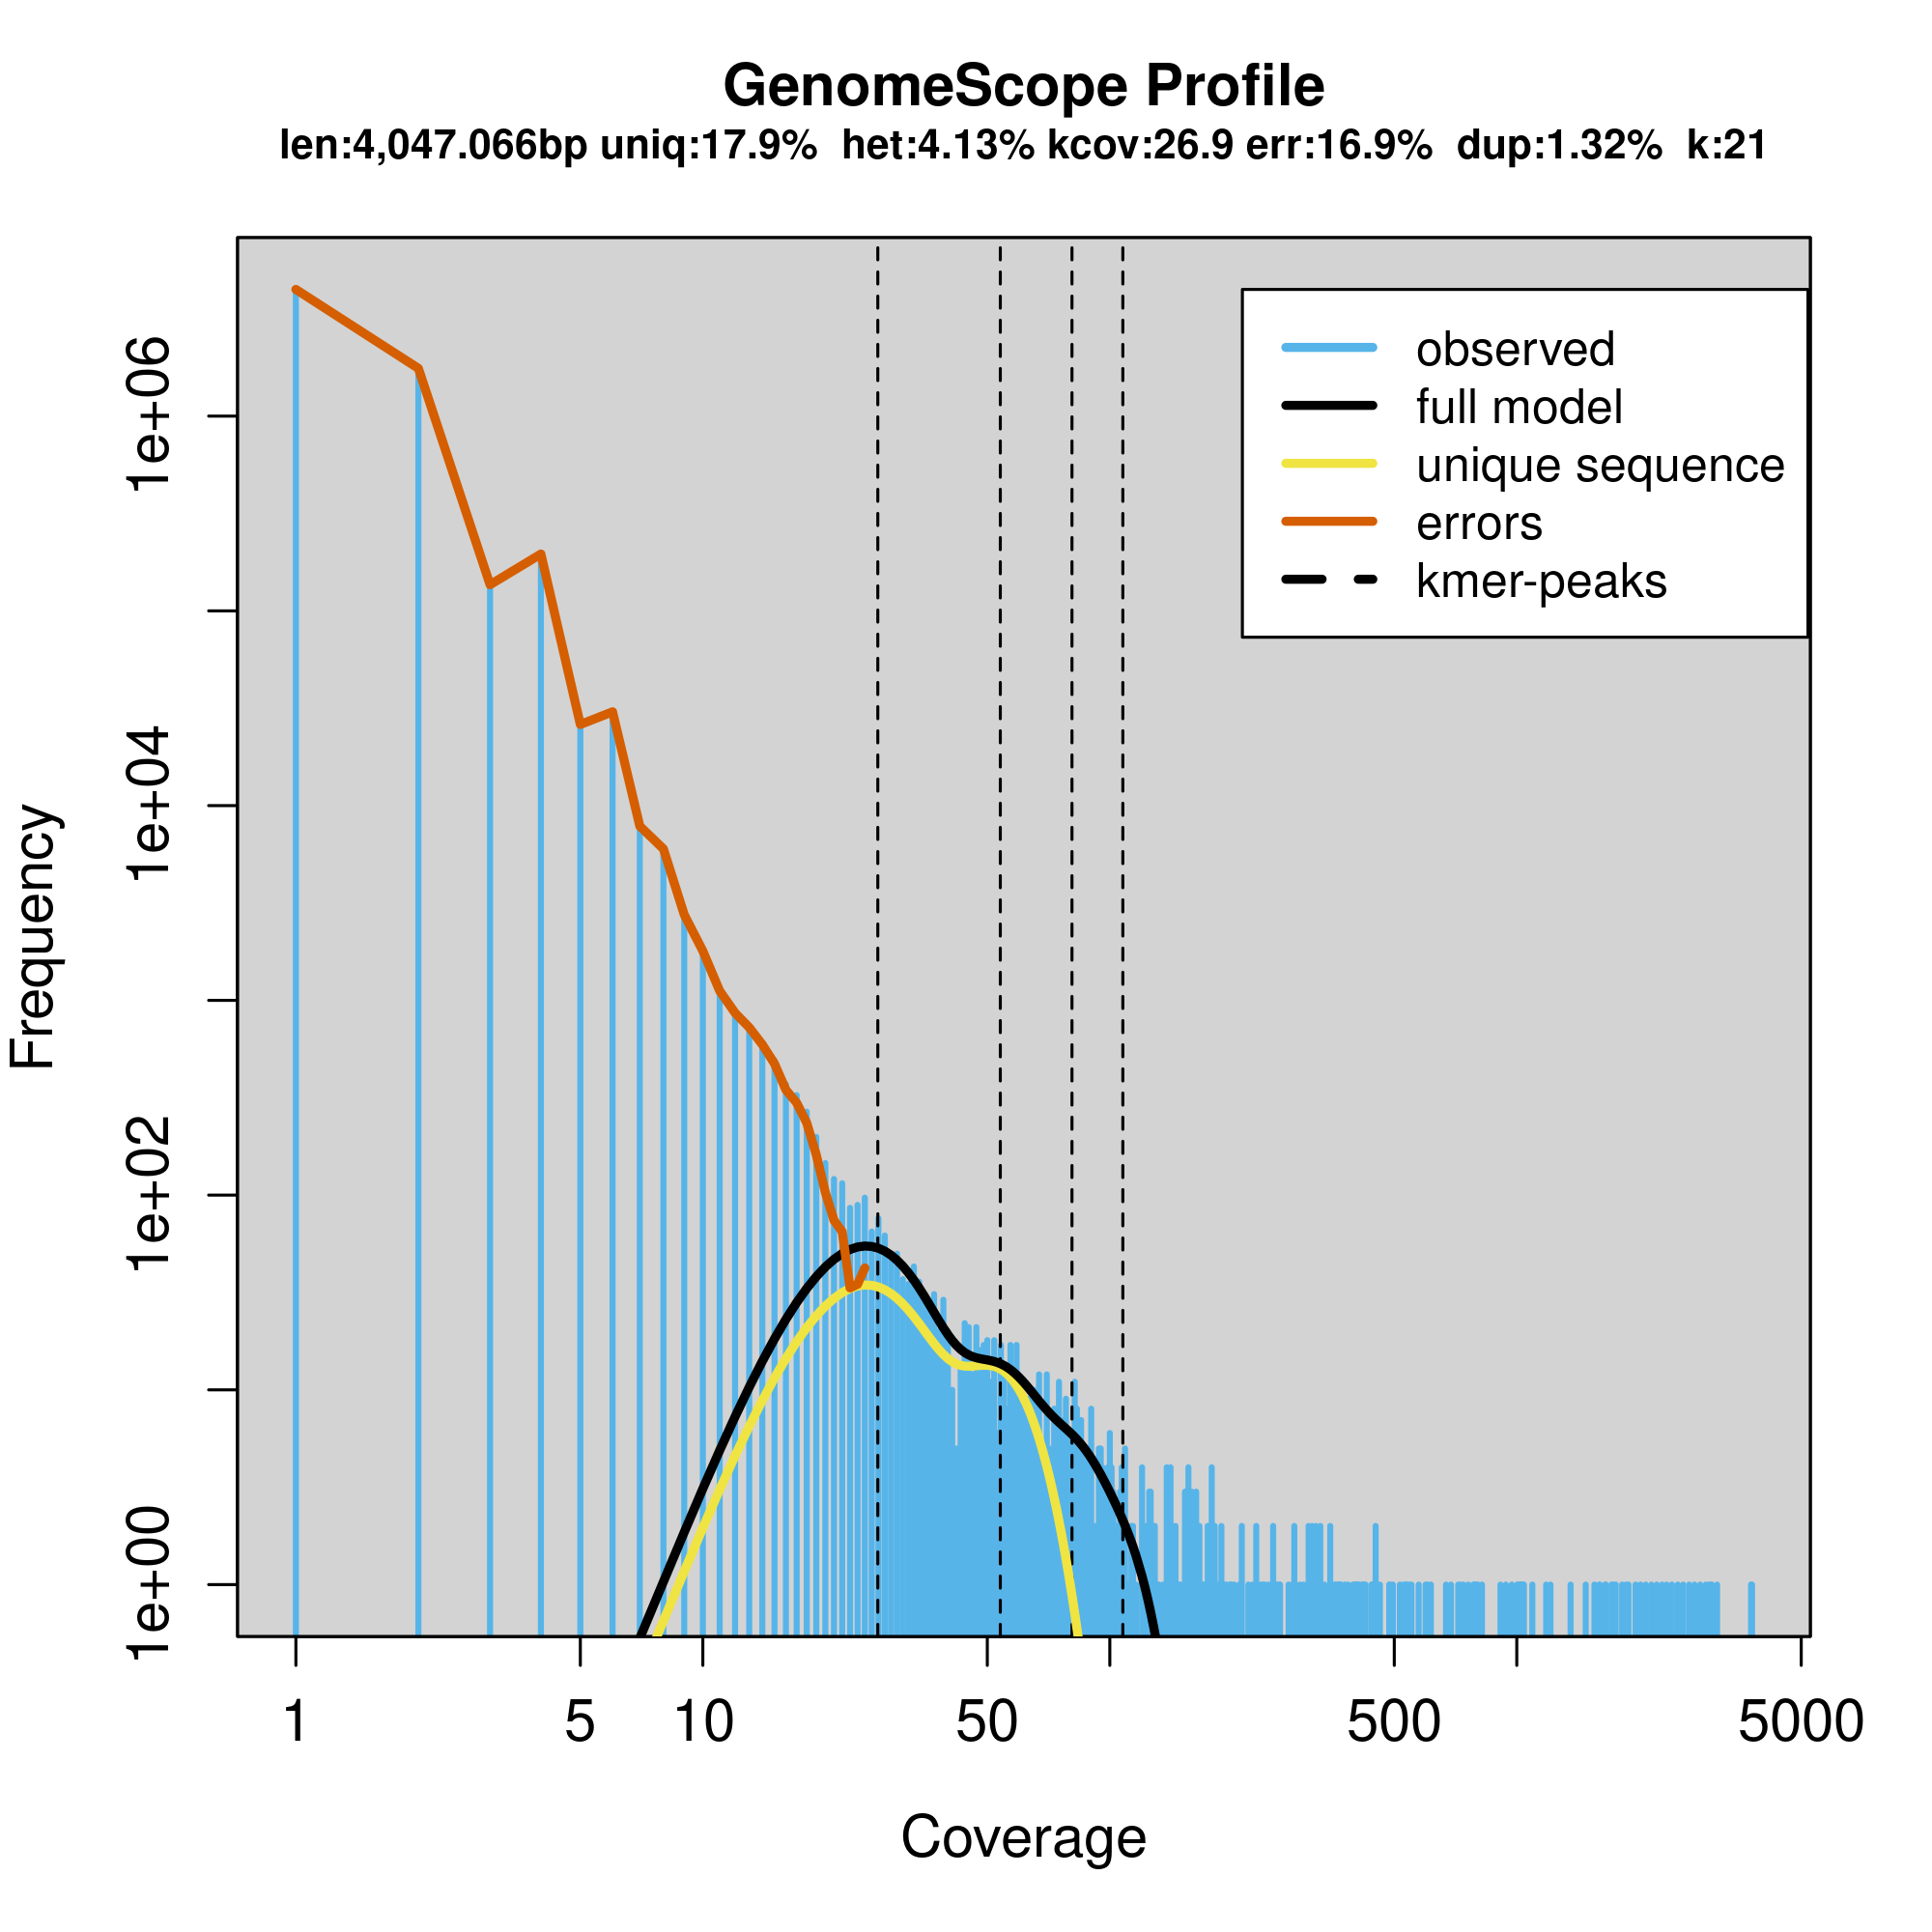 GenomeScope Profile
len:4,047.066bp uniq:17.9% het:4.13% kcov:26.9 err:16.9% dup:1.32% k:21
observed
full model
unique sequence
errors
kmer-peaks
Frequency
1e+06
1e+04
1e+02
1e+00
1
5
10
50
500
5000
Coverage